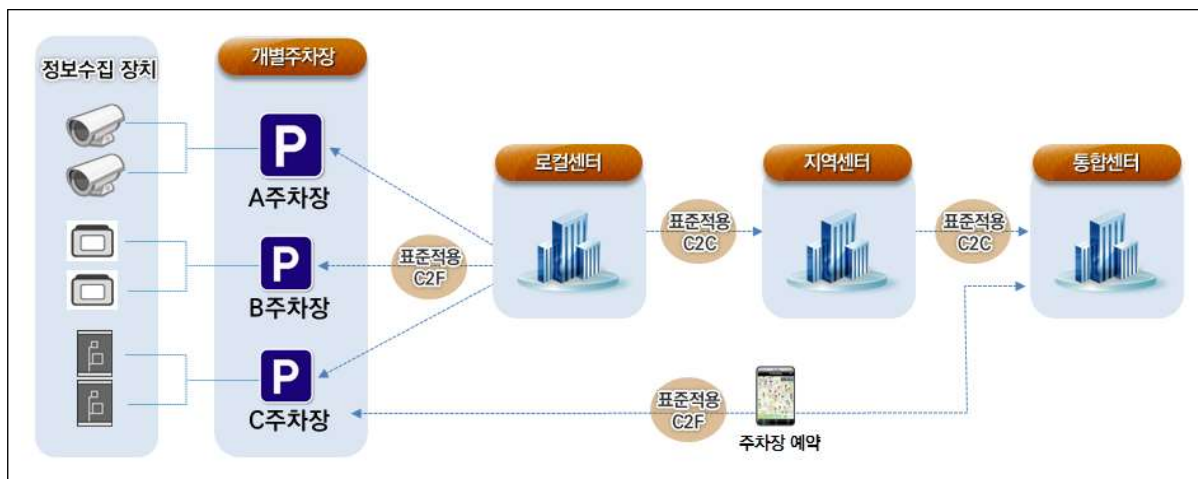 정보수집 장치
개별주차장
P
A주차장
P
B주차장
P
C주차장
표준적용
C2F
로컬센터
표준적용
C2C
지역센터
표준적용
C2C
통합센터
표준적용
C2F
주차장 예약